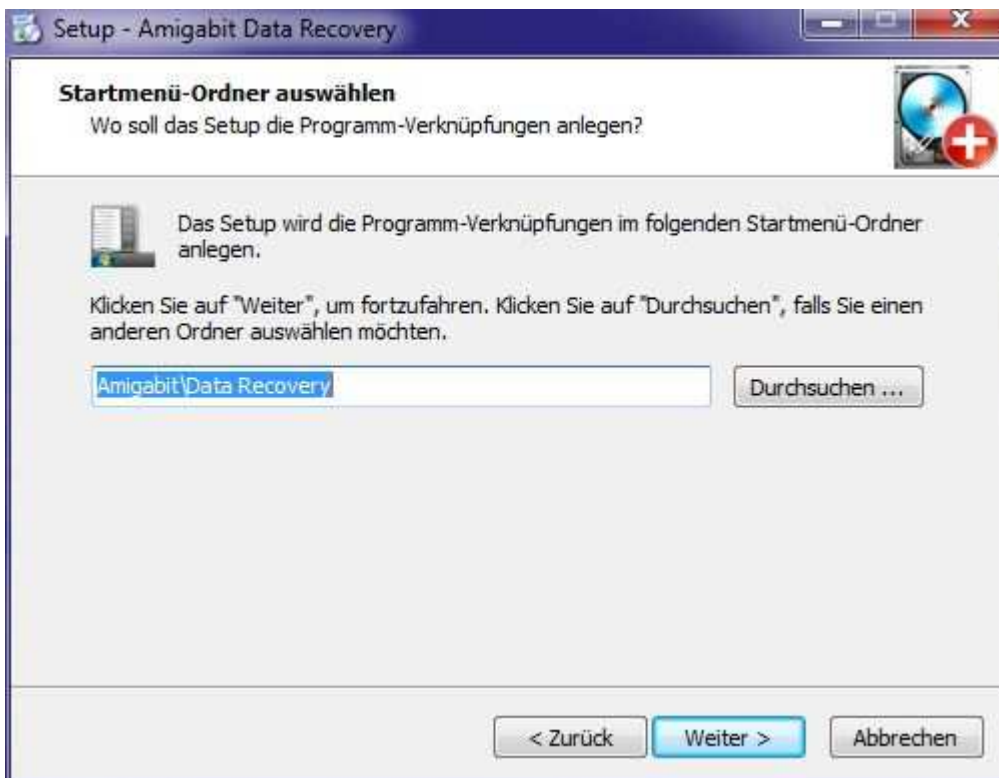 Setup - Amigabit Data Recovery
Startmenü-Ordner auswählen
Wo soll das Setup die Programm-Verknüpfungen anlegen?
Das Setup wird die Programm-Verknüpfungen im folgenden Startmenü-Ordner
anlegen.
Klicken Sie auf "Weiter", um fortzufahren. Klicken Sie auf "Durchsuchen", falls Sie einen
anderen Ordner auswählen möchten.
Amigabit\Data Recovery
Durchsuchen ...
< Zurück
Weiter >
Abbrechen